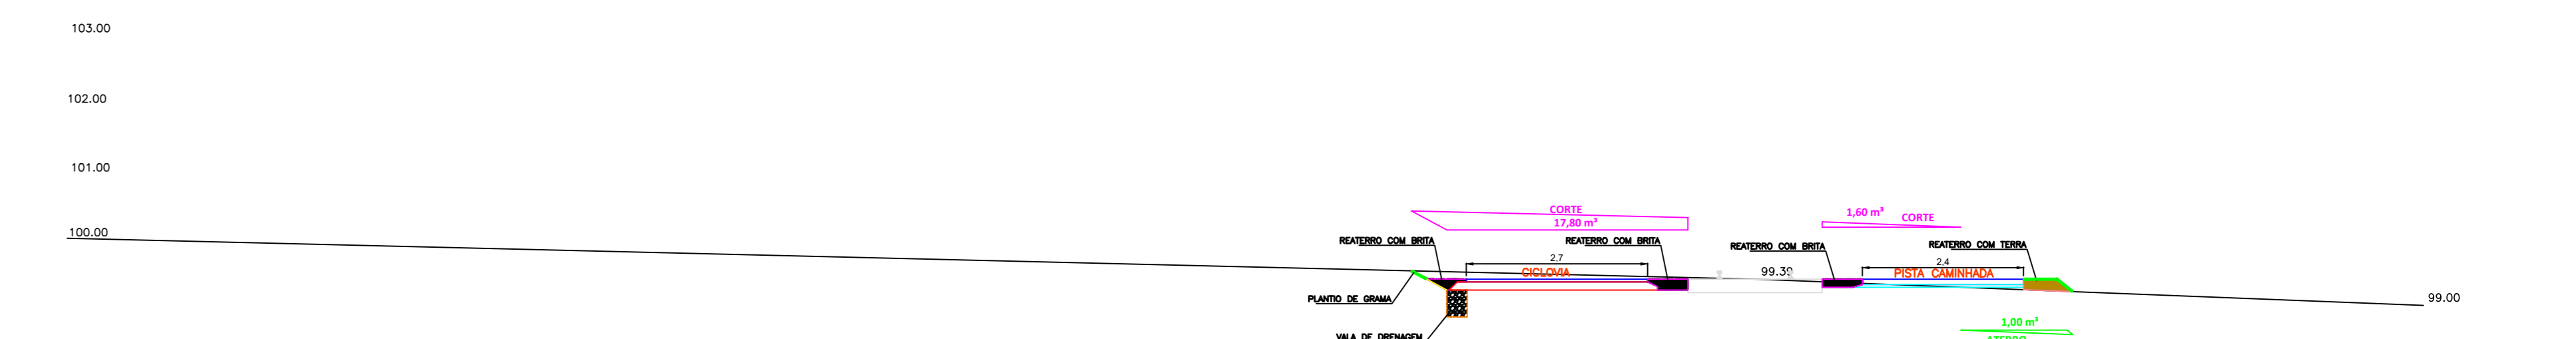 103.00
102.00
101.00
100.00
CORTE
17,80 m³
1,60 m³
CORTE
REATERRO COM BRITA
REATERRO COM BRITA
REATERRO COM BRITA
REATERRO COM TERRA
2,7
CICLOVIA
99.30
2,4
PISTA CAMINHADA
PLANTIO DE GRAMA
99.00
VALA DE DRENAGEM
1,00 m³
ATERRO